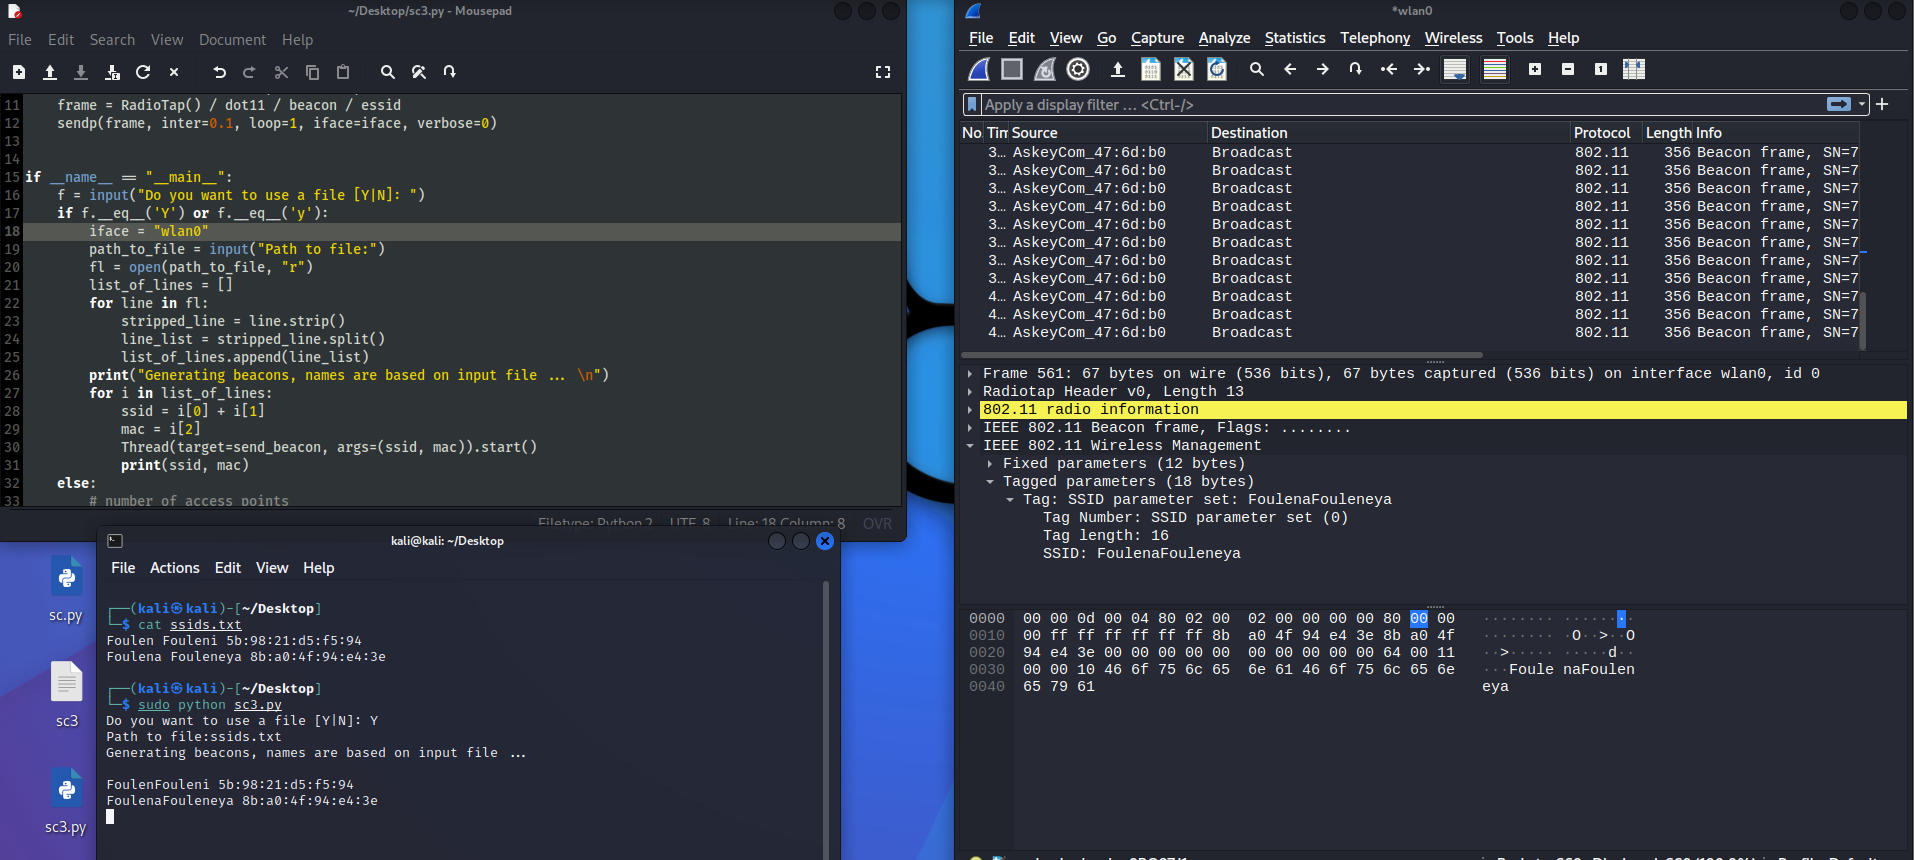 ~/Desktop/sc3.py - Mousepad
File Edit Search View Document Help
11 frame = RadioTap() / dot11 / beacon / essid
12 sendp(frame, inter=0.1, loop=1, iface=iface, verbose=0)
13
14
15 if __name__ == "__main__":
16 f = input("Do you want to use a file [Y|N]: ")
17 if f.__eq__('Y') or f.__eq__('y'):
18 iface = "wlan0"
19 path_to_file = input("Path to file:")
20 fl = open(path_to_file, "r")
21 list_of_lines = []
22 for line in fl:
23 stripped_line = line.strip()
24 line_list = stripped_line.split()
25 list_of_lines.append(line_list)
26 print("Generating beacons, names are based on input file ... \n")
27 for i in list_of_lines:
28 ssid = i[0] + i[1]
29 mac = i[2]
30 Thread(target=send_beacon, args=(ssid, mac)).start()
31 print(ssid, mac)
32 else:
33 # number of access points
Filetype: Python 2 UTF-8 Line: 18 Column: 8 OVR
sc.py
sc3
sc3.py
kali@kali: ~/Desktop
File Actions Edit View Help
┌──(kali㉿kali)-[~/Desktop]
└─$ cat ssids.txt
Foulen Fouleni 5b:98:21:d5:f5:94
Foulena Fouleneya 8b:a0:4f:94:e4:3e
┌──(kali㉿kali)-[~/Desktop]
└─$ sudo python sc3.py
Do you want to use a file [Y|N]: Y
Path to file:ssids.txt
Generating beacons, names are based on input file ...
FoulenFouleni 5b:98:21:d5:f5:94
FoulenaFouleneya 8b:a0:4f:94:e4:3e
*wlan0
File Edit View Go Capture Analyze Statistics Telephony Wireless Tools Help
Apply a display filter ... <Ctrl-/>
No Tim Source Destination Protocol Length Info
3... AskeyCom_47:6d:b0 Broadcast 802.11 356 Beacon frame, SN=7
3... AskeyCom_47:6d:b0 Broadcast 802.11 356 Beacon frame, SN=7
3... AskeyCom_47:6d:b0 Broadcast 802.11 356 Beacon frame, SN=7
3... AskeyCom_47:6d:b0 Broadcast 802.11 356 Beacon frame, SN=7
3... AskeyCom_47:6d:b0 Broadcast 802.11 356 Beacon frame, SN=7
3... AskeyCom_47:6d:b0 Broadcast 802.11 356 Beacon frame, SN=7
3... AskeyCom_47:6d:b0 Broadcast 802.11 356 Beacon frame, SN=7
3... AskeyCom_47:6d:b0 Broadcast 802.11 356 Beacon frame, SN=7
4... AskeyCom_47:6d:b0 Broadcast 802.11 356 Beacon frame, SN=7
4... AskeyCom_47:6d:b0 Broadcast 802.11 356 Beacon frame, SN=7
4... AskeyCom_47:6d:b0 Broadcast 802.11 356 Beacon frame, SN=7
Frame 561: 67 bytes on wire (536 bits), 67 bytes captured (536 bits) on interface wlan0, id 0
Radiotap Header v0, Length 13
802.11 radio information
IEEE 802.11 Beacon frame, Flags: ........
IEEE 802.11 Wireless Management
Fixed parameters (12 bytes)
Tagged parameters (18 bytes)
Tag: SSID parameter set: FoulenaFouleneya
Tag Number: SSID parameter set (0)
Tag length: 16
SSID: FoulenaFouleneya
0000 00 00 0d 00 04 80 02 00 02 00 00 00 00 80 00 00 ········ ········
0010 00 ff ff ff ff ff ff 8b a0 4f 94 e4 3e 8b a0 4f ········ ·O··>··O
0020 94 e4 3e 00 00 00 00 00 00 00 00 00 00 64 00 11 ··>····· ·····d··
0030 00 00 10 46 6f 75 6c 65 6e 61 46 6f 75 6c 65 6e ···Foule naFoulen
0040 65 79 61 eya